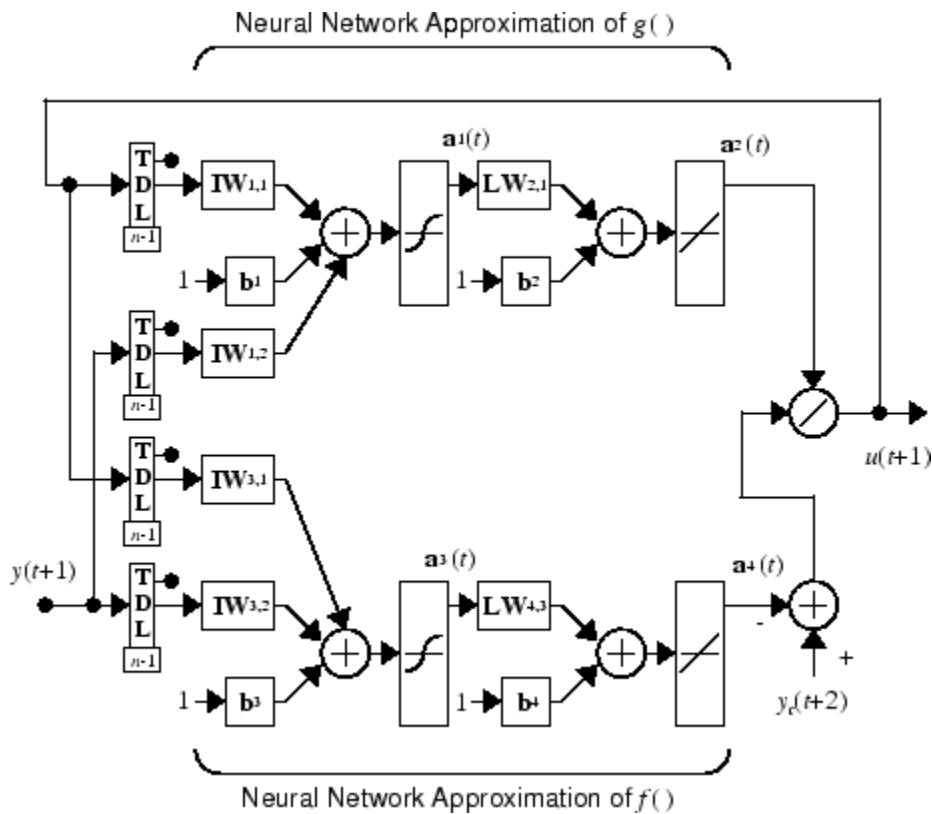 Neural Network Approximation of g ( )
a¹(t)
a²(t)
T
D
L
n-1
IW1,1
LW2,1
1
b¹
1
b²
T
D
L
n-1
IW1,2
u(t+1)
T
D
L
n-1
IW3,1
y(t+1)
T
D
L
n-1
IW3,2
a³(t)
LW4,3
a⁴(t)
-
+
1
b³
1
b⁴
yr(t+2)
Neural Network Approximation of f ( )